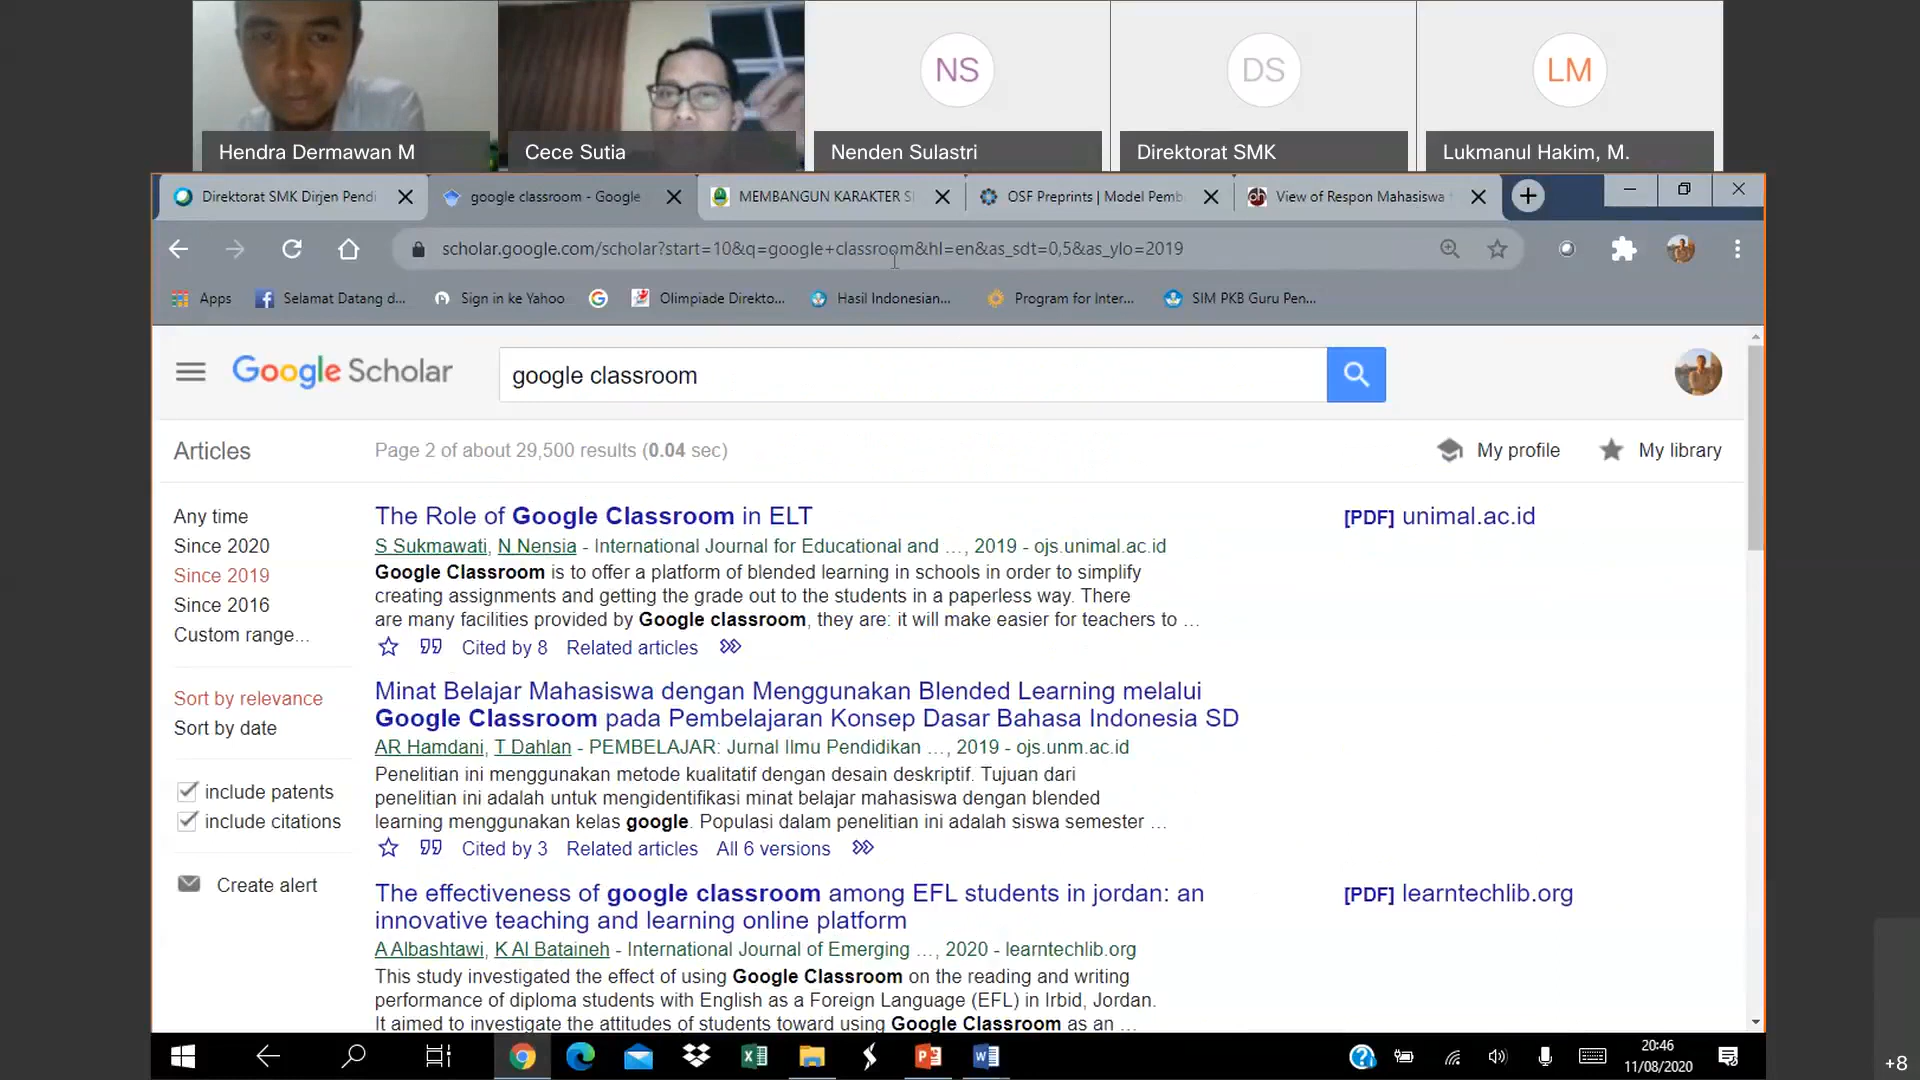 NS
DS
LM
Hendra Dermawan M
Cece Sutia
Nenden Sulastri
Direktorat SMK
Lukmanul Hakim, M.
Direktorat SMK Dirjen Pendi
google classroom - Google
MEMBANGUN KARAKTER S
OSF Preprints | Model Pemb
View of Respon Mahasiswa
scholar.google.com/scholar?start=10&q=google+classroom&hl=en&as_sdt=0,5&as_ylo=2019
Apps
Selamat Datang d...
Sign in ke Yahoo
Olimpiade Direkto...
Hasil Indonesian...
Program for Inter...
SIM PKB Guru Pen...
Google Scholar
google classroom
Articles
Page 2 of about 29,500 results (0.04 sec)
My profile
My library
Any time
Since 2020
Since 2019
Since 2016
Custom range...
Sort by relevance
Sort by date
include patents
include citations
Create alert
The Role of Google Classroom in ELT
[PDF] unimal.ac.id
S Sukmawati, N Nensia - International Journal for Educational and ..., 2019 - ojs.unimal.ac.id
Google Classroom is to offer a platform of blended learning in schools in order to simplify
creating assignments and getting the grade out to the students in a paperless way. There
are many facilities provided by Google classroom, they are: it will make easier for teachers to ...
Cited by 8 Related articles
Minat Belajar Mahasiswa dengan Menggunakan Blended Learning melalui
Google Classroom pada Pembelajaran Konsep Dasar Bahasa Indonesia SD
AR Hamdani, T Dahlan - PEMBELAJAR: Jurnal Ilmu Pendidikan ..., 2019 - ojs.unm.ac.id
Penelitian ini menggunakan metode kualitatif dengan desain deskriptif. Tujuan dari
penelitian ini adalah untuk mengidentifikasi minat belajar mahasiswa dengan blended
learning menggunakan kelas google. Populasi dalam penelitian ini adalah siswa semester ...
Cited by 3 Related articles All 6 versions
The effectiveness of google classroom among EFL students in jordan: an
innovative teaching and learning online platform
[PDF] learntechlib.org
A Albashtawi, K Al Bataineh - International Journal of Emerging ..., 2020 - learntechlib.org
This study investigated the effect of using Google Classroom on the reading and writing
performance of diploma students with English as a Foreign Language (EFL) in Irbid, Jordan.
It aimed to investigate the attitudes of students toward using Google Classroom as an ...
20:46
11/08/2020
+8